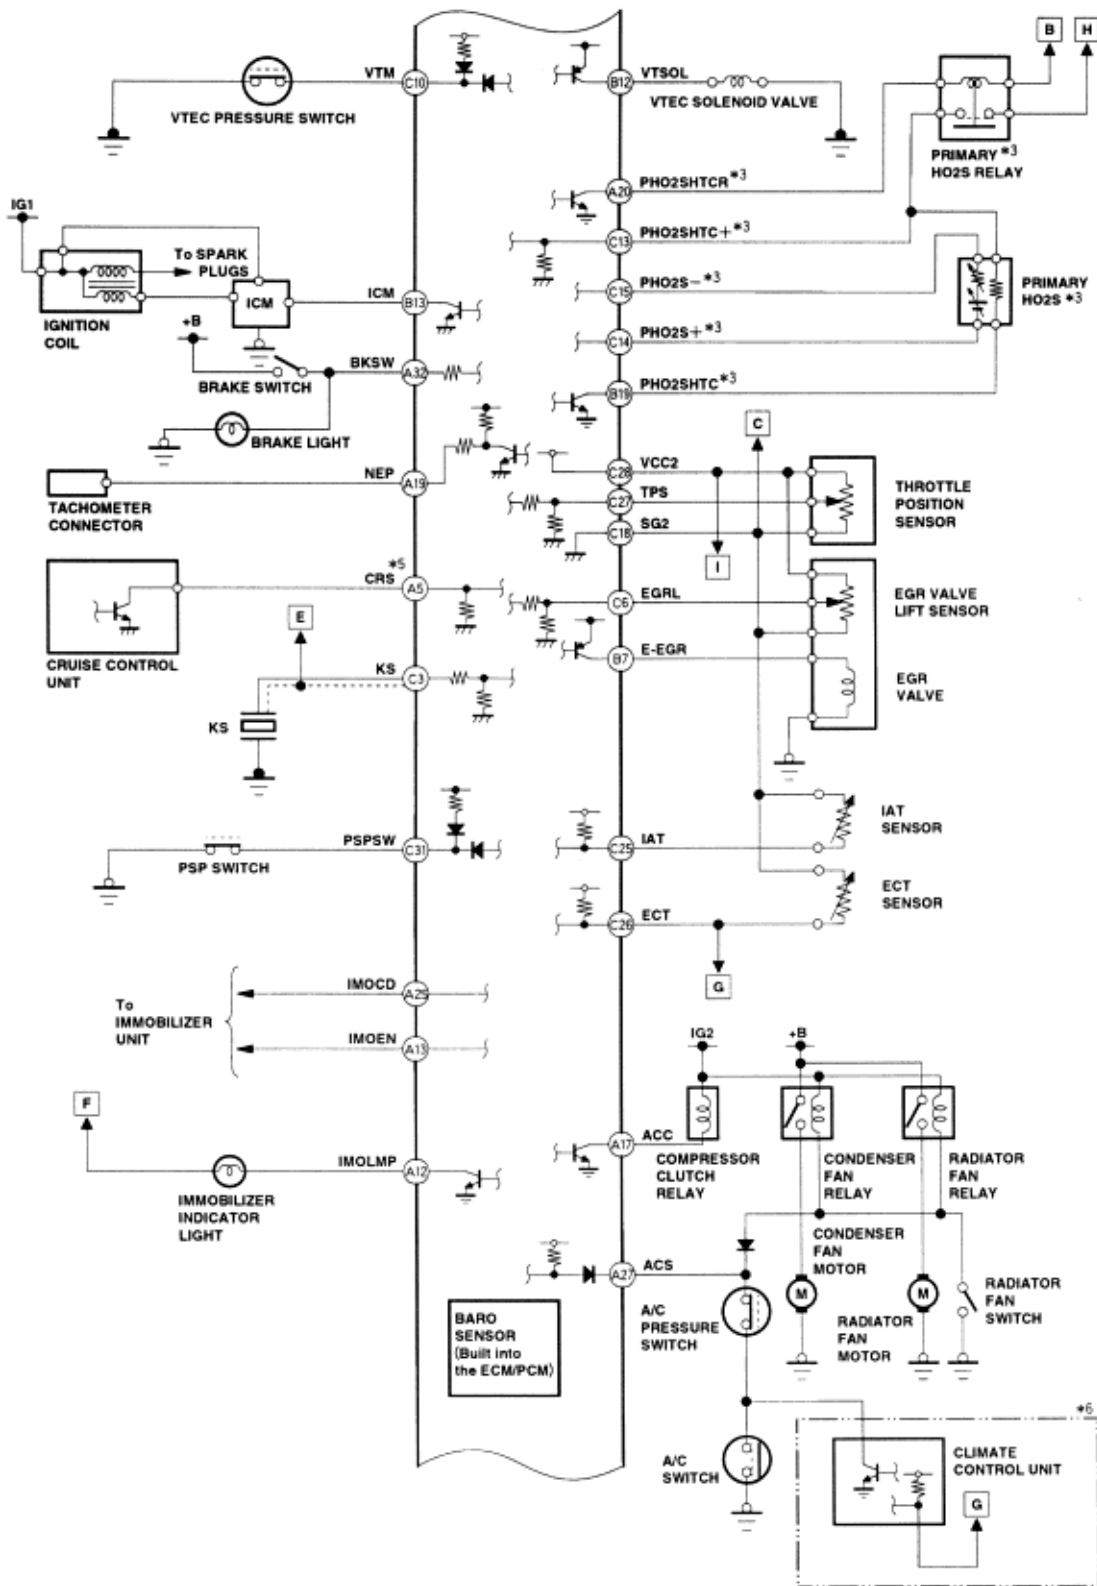 VTM
C10
VTEC PRESSURE SWITCH
B12
VTSOL
VTEC SOLENOID VALVE
B
H
PRIMARY *3
HO2S RELAY
A20
PHO2SHTCR *3
C13
PHO2SHTC+ *3
C15
PHO2S− *3
C14
PHO2S+ *3
B19
PHO2SHTC *3
PRIMARY
HO2S *3
IG1
To SPARK
PLUGS
IGNITION
COIL
ICM
ICM
B13
+B
BKSW
A32
BRAKE SWITCH
BRAKE LIGHT
NEP
A19
TACHOMETER
CONNECTOR
C
C28
VCC2
C27
TPS
C18
SG2
I
THROTTLE
POSITION
SENSOR
*5
CRS
A5
CRUISE CONTROL
UNIT
E
KS
C3
KS
C6
EGRL
EGR VALVE
LIFT SENSOR
B7
E-EGR
EGR
VALVE
PSPSW
C31
PSP SWITCH
C25
IAT
IAT
SENSOR
C26
ECT
ECT
SENSOR
G
IMOCD
A25
To
IMMOBILIZER
UNIT
IMOEN
A13
F
IMOLMP
A12
IMMOBILIZER
INDICATOR
LIGHT
IG2
+B
A17
ACC
COMPRESSOR
CLUTCH
RELAY
CONDENSER
FAN
RELAY
RADIATOR
FAN
RELAY
CONDENSER
FAN
MOTOR
A27
ACS
M
M
A/C
PRESSURE
SWITCH
RADIATOR
FAN
MOTOR
RADIATOR
FAN
SWITCH
BARO
SENSOR
(Built into
the ECM/PCM)
*6
A/C
SWITCH
CLIMATE
CONTROL UNIT
G